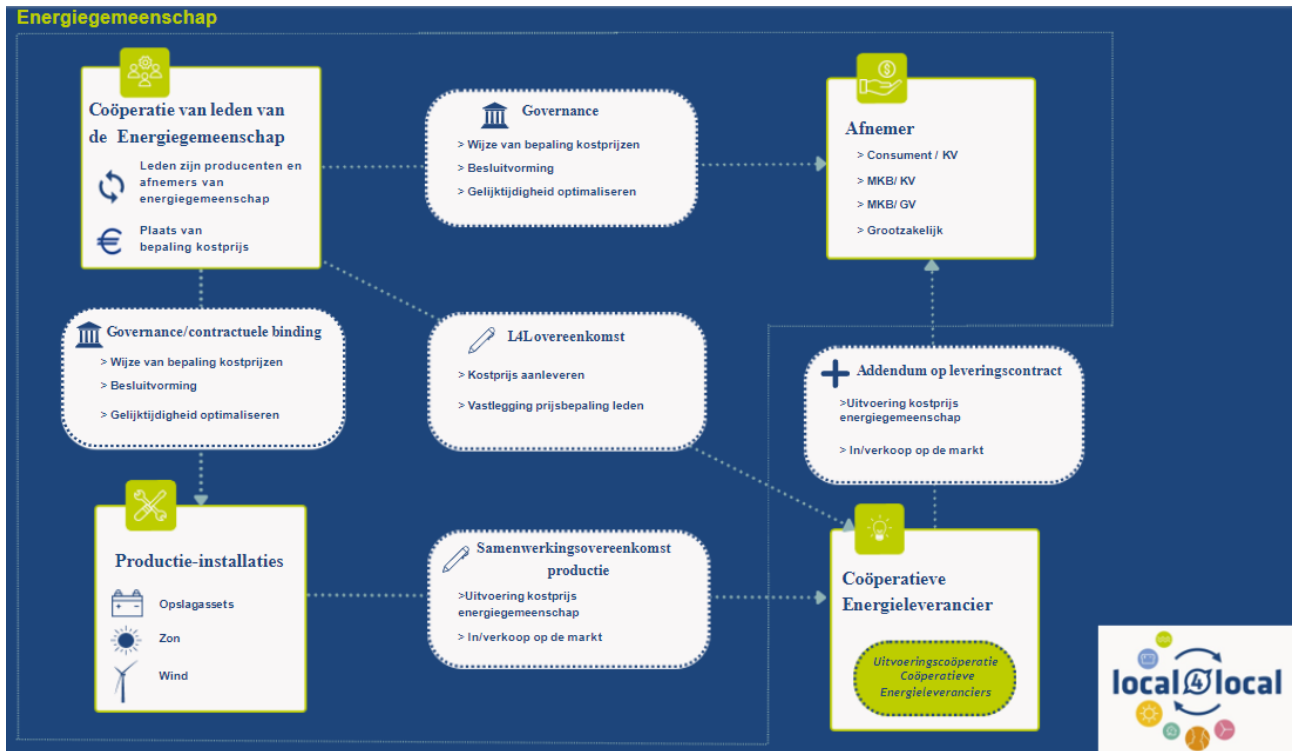 Energiegemeenschap
Coöperatie van leden van
de Energiegemeenschap
Leden zijn producenten en
afnemers van
energiegemeenschap
Plaats van
bepaling kostprijs
Governance
> Wijze van bepaling kostprijzen
> Besluitvorming
> Gelijktijdigheid optimaliseren
Afnemer
> Consument / KV
> MKB/ KV
> MKB/ GV
> Grootzakelijk
Governance/contractuele binding
> Wijze van bepaling kostprijzen
> Besluitvorming
> Gelijktijdigheid optimaliseren
L4L overeenkomst
> Kostprijs aanleveren
> Vastlegging prijsbepaling leden
Addendum op leveringscontract
>Uitvoering kostprijs
energiegemeenschap
> In/verkoop op de markt
Productie-installaties
Opslagassets
Zon
Wind
Samenwerkingsovereenkomst
productie
>Uitvoering kostprijs
energiegemeenschap
> In/verkoop op de markt
Coöperatieve
Energieleverancier
Uitvoeringscoöperatie
Coöperatieve
Energieleveranciers
local4local